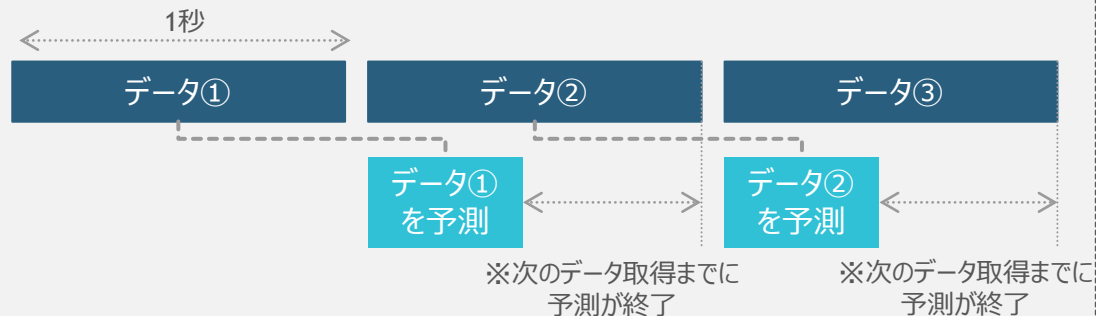 1秒
データ①
データ②
データ③
データ①
を予測
データ②
を予測
※次のデータ取得までに
予測が終了
※次のデータ取得までに
予測が終了